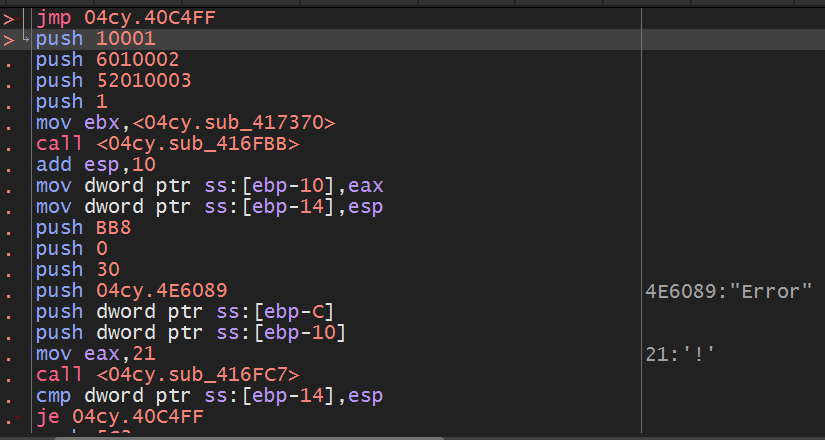 jmp 04cy.40C4FF
push 10001
push 6010002
push 52010003
push 1
mov ebx,<04cy.sub_417370>
call <04cy.sub_416FBB>
add esp,10
mov dword ptr ss:[ebp-10],eax
mov dword ptr ss:[ebp-14],esp
push BB8
push 0
push 30
push 04cy.4E6089 4E6089:"Error"
push dword ptr ss:[ebp-C]
push dword ptr ss:[ebp-10]
mov eax,21 21:'!'
call <04cy.sub_416FC7>
cmp dword ptr ss:[ebp-14],esp
je 04cy.40C4FF